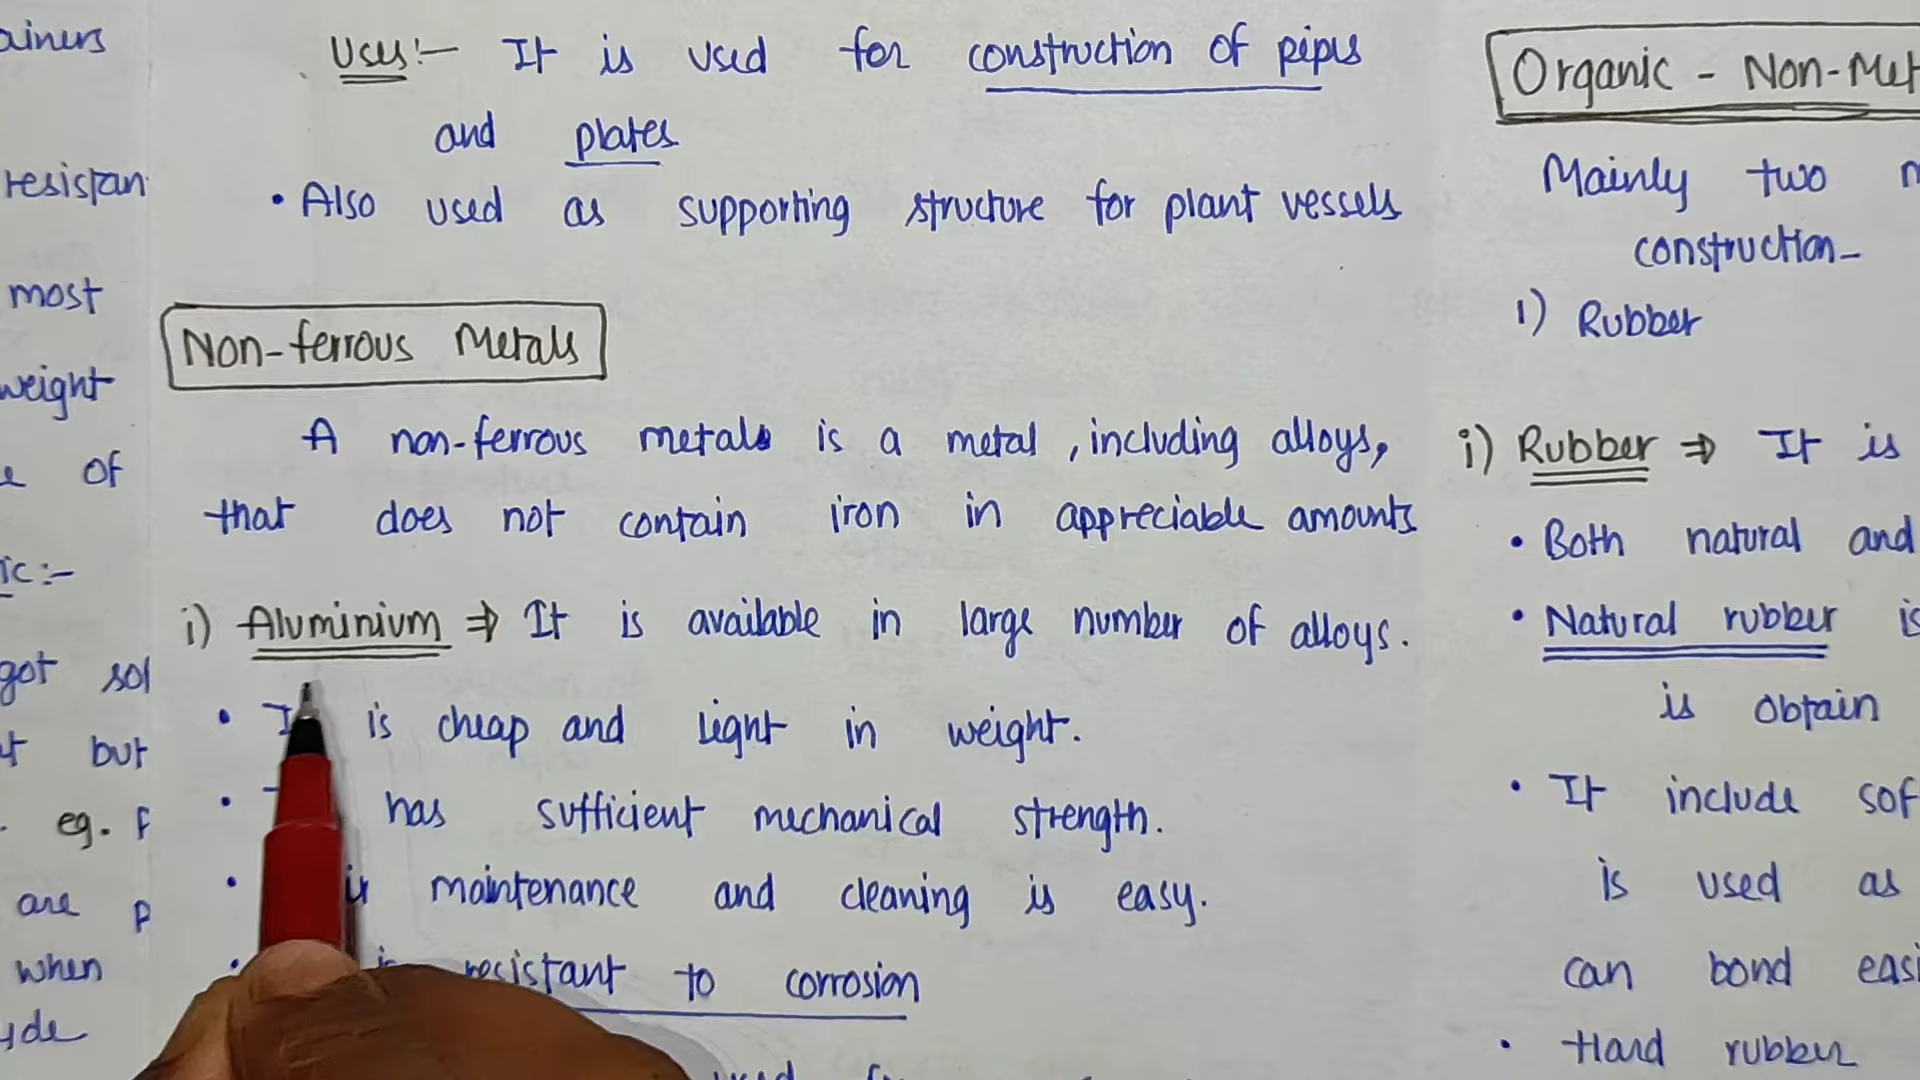 ainers
resistan
most
weight
of
ic:-
got sol
but
eg. f
are p
when
yde
Uses:- It is used for construction of pipes
and plates
• Also used as supporting structure for plant vessels
Non-ferrous Metals
A non-ferrous metals is a metal, including alloys,
that does not contain iron in appreciable amounts
i) Aluminium ⇒ It is available in large number of alloys.
• It is cheap and light in weight.
• has sufficient mechanical strength.
• maintenance and cleaning is easy.
• resistant to corrosion
used
Organic - Non-Met
Mainly two m
construction-
1) Rubber
i) Rubber ⇒ It is
• Both natural and
• Natural rubber is
is obtain
• It include sof
is used as
can bond easi
• Hard rubber